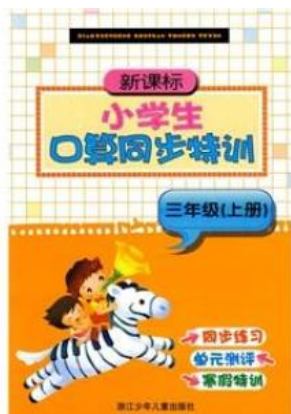 新课标
小学生
口算同步特训
三年级(上册)
同步练习
单元测评
寒假特训
浙江少年儿童出版社